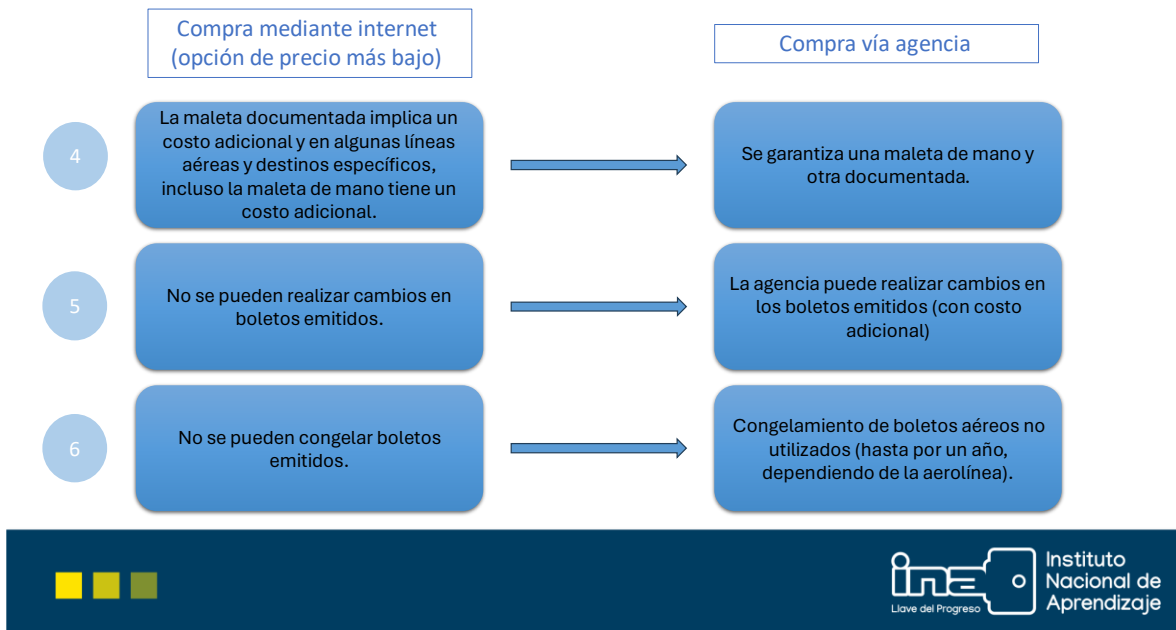 Compra mediante internet
(opción de precio más bajo)
Compra vía agencia
4
La maleta documentada implica un
costo adicional y en algunas líneas
aéreas y destinos específicos,
incluso la maleta de mano tiene un
costo adicional.
Se garantiza una maleta de mano y
otra documentada.
5
No se pueden realizar cambios en
boletos emitidos.
La agencia puede realizar cambios en
los boletos emitidos (con costo
adicional)
6
No se pueden congelar boletos
emitidos.
Congelamiento de boletos aéreos no
utilizados (hasta por un año,
dependiendo de la aerolínea).
ina
Llave del Progreso
Instituto
Nacional de
Aprendizaje